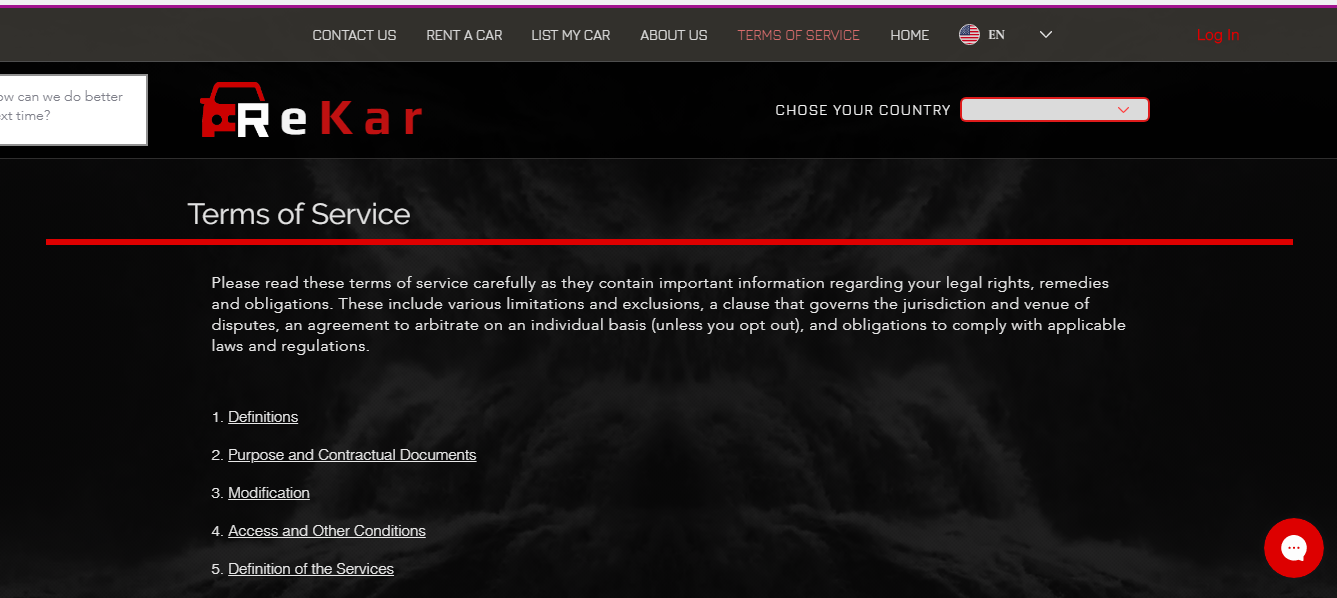 CONTACT US RENT A CAR LIST MY CAR ABOUT US TERMS OF SERVICE HOME EN Log In
can we do better
time?
ReKar
CHOSE YOUR COUNTRY
Terms of Service
Please read these terms of service carefully as they contain important information regarding your legal rights, remedies
and obligations. These include various limitations and exclusions, a clause that governs the jurisdiction and venue of
disputes, an agreement to arbitrate on an individual basis (unless you opt out), and obligations to comply with applicable
laws and regulations.
1. Definitions
2. Purpose and Contractual Documents
3. Modification
4. Access and Other Conditions
5. Definition of the Services